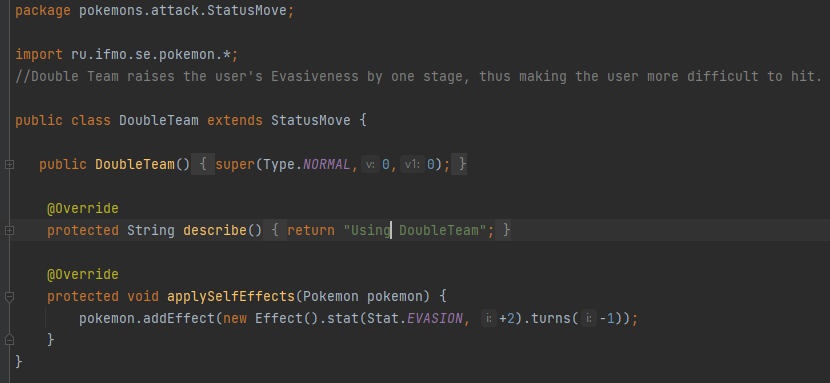 package pokemons.attack.StatusMove;
import ru.ifmo.se.pokemon.*;
//Double Team raises the user's Evasiveness by one stage, thus making the user more difficult to hit.
public class DoubleTeam extends StatusMove {
public DoubleTeam() { super(Type.NORMAL, v: 0, v1: 0); }
@Override
protected String describe() { return "Using DoubleTeam"; }
@Override
protected void applySelfEffects(Pokemon pokemon) {
pokemon.addEffect(new Effect().stat(Stat.EVASION, i: +2).turns( i: -1));
}
}